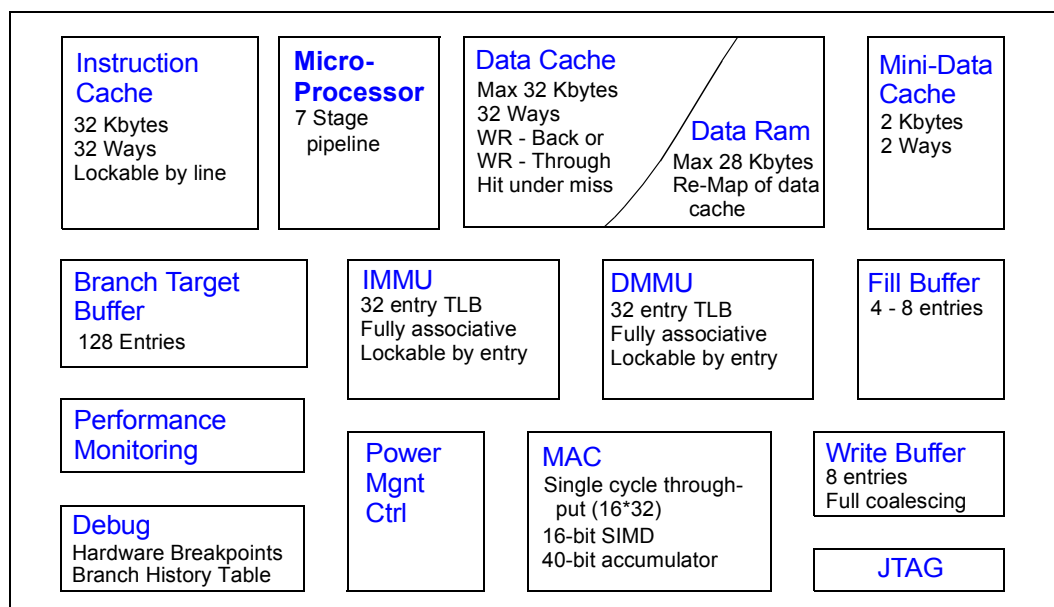 Instruction
Cache
32 Kbytes
32 Ways
Lockable by line
Micro-
Processor
7 Stage
pipeline
Data Cache
Max 32 Kbytes
32 Ways
WR - Back or
WR - Through
Hit under miss
Data Ram
Max 28 Kbytes
Re-Map of data
cache
Mini-Data
Cache
2 Kbytes
2 Ways
Branch Target
Buffer
128 Entries
IMMU
32 entry TLB
Fully associative
Lockable by entry
DMMU
32 entry TLB
Fully associative
Lockable by entry
Fill Buffer
4 - 8 entries
Performance
Monitoring
Power
Mgnt
Ctrl
MAC
Single cycle through-
put (16*32)
16-bit SIMD
40-bit accumulator
Write Buffer
8 entries
Full coalescing
Debug
Hardware Breakpoints
Branch History Table
JTAG